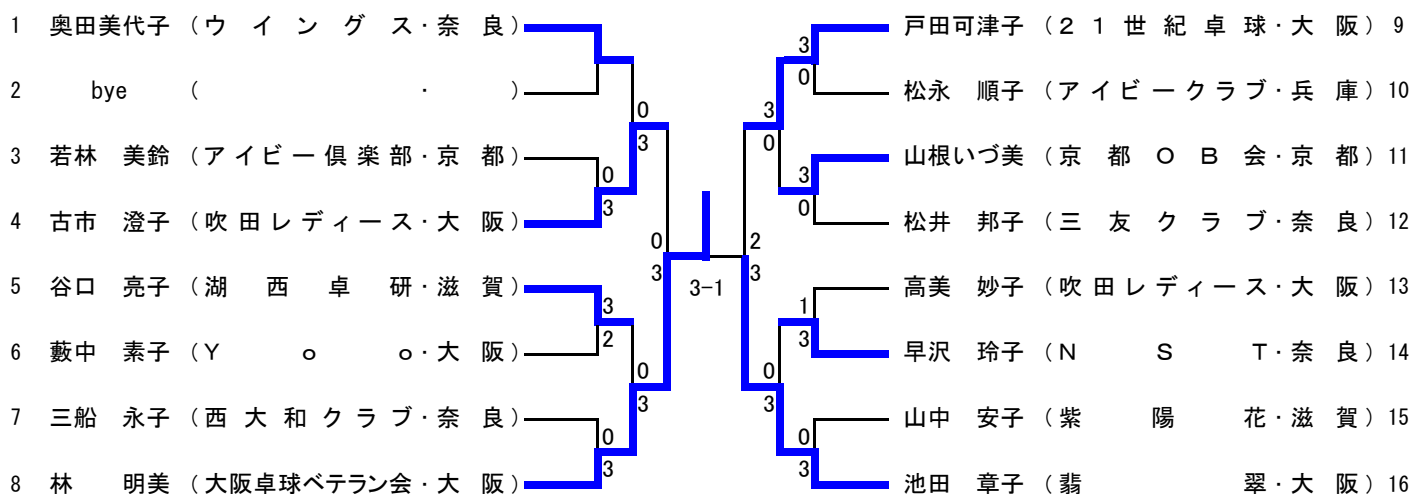 1 奥田美代子 (ウイングス・奈良)
2 bye ( ・ )
3 若林 美鈴 (アイビー倶楽部・京都)
4 古市 澄子 (吹田レディース・大阪)
5 谷口 亮子 (湖西卓研・滋賀)
6 藪中 素子 (Yoo・大阪)
7 三船 永子 (西大和クラブ・奈良)
8 林 明美 (大阪卓球ベテラン会・大阪)
0
3
0
3
0
3
3
2
0
3
0
3
3-1
3
0
3
0
3
0
2
3
1
3
0
3
0
3
戸田可津子 (21世紀卓球・大阪) 9
松永 順子 (アイビークラブ・兵庫) 10
山根いづ美 (京都OB会・京都) 11
松井 邦子 (三友クラブ・奈良) 12
高美 妙子 (吹田レディース・大阪) 13
早沢 玲子 (NST・奈良) 14
山中 安子 (紫陽花・滋賀) 15
池田 章子 (翡翠・大阪) 16